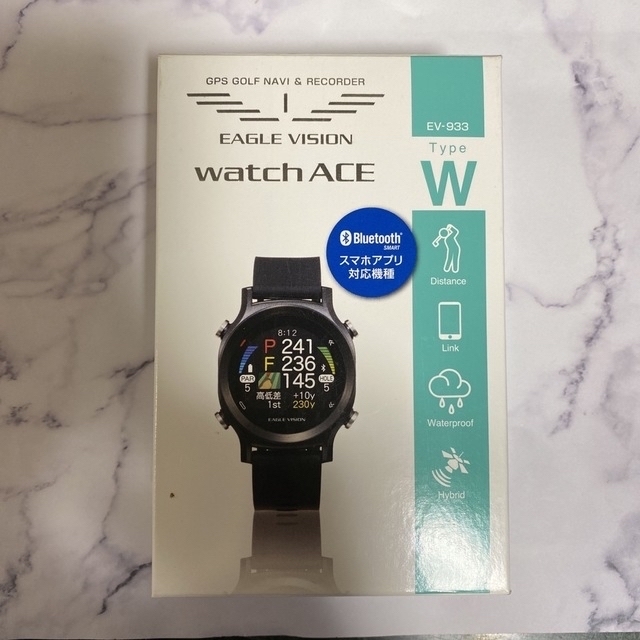 GPS GOLF NAVI & RECORDER
EAGLE VISION
watch ACE
EV-933
Type
W
Bluetooth®
SMART
スマホアプリ
対応機種
Distance
Link
Waterproof
Hybrid
8:12
P 241
F 236
145
PAR
5
HOLE
5
高低差 +10y
1st 230y
EAGLE VISION